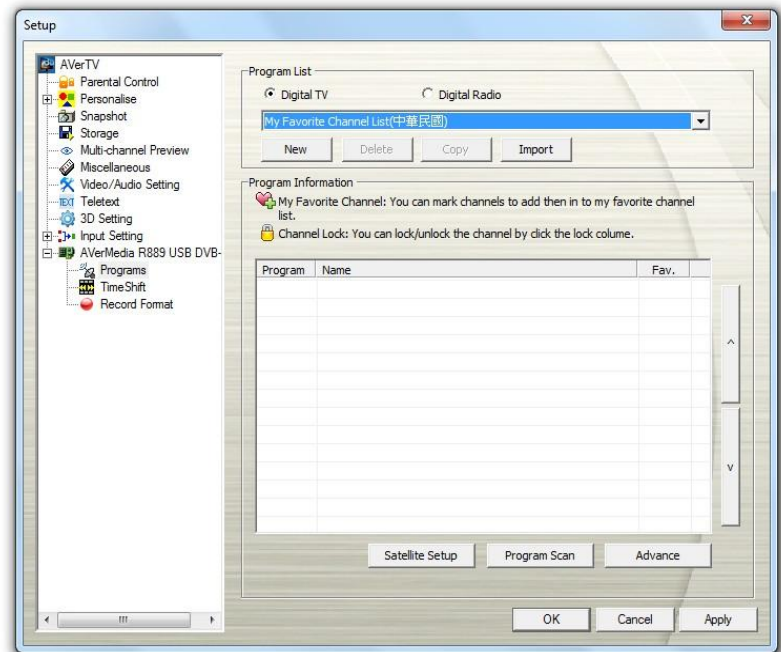 Setup
AVerTV
Parental Control
Personalise
Snapshot
Storage
Multi-channel Preview
Miscellaneous
Video/Audio Setting
TEXT Teletext
3D Setting
Input Setting
AVerMedia R889 USB DVB-
Programs
TimeShift
Record Format
Program List
Digital TV
Digital Radio
My Favorite Channel List(中華民國)
New
Delete
Copy
Import
Program Information
My Favorite Channel: You can mark channels to add then in to my favorite channel
list.
Channel Lock: You can lock/unlock the channel by click the lock colume.
Program Name Fav.
Satellite Setup
Program Scan
Advance
OK
Cancel
Apply